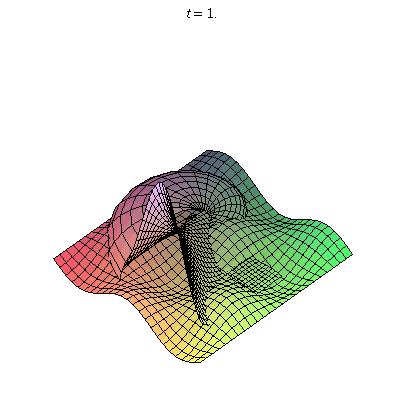 t = 1.